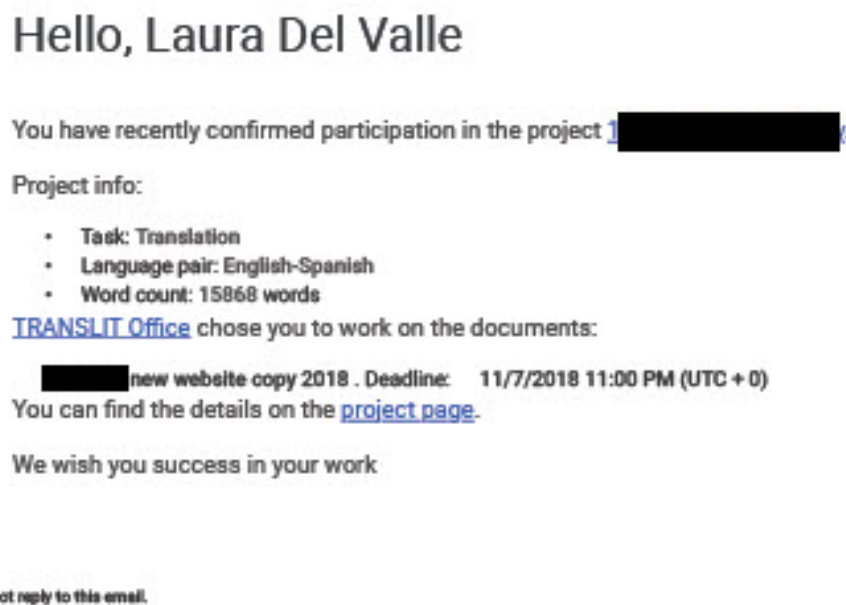 Hello, Laura Del Valle
You have recently confirmed participation in the project 1
Project info:
• Task: Translation
• Language pair: English-Spanish
• Word count: 15868 words
TRANSLIT Office chose you to work on the documents:
new website copy 2018 . Deadline: 11/7/2018 11:00 PM (UTC + 0)
You can find the details on the project page.
We wish you success in your work
ot reply to this email.